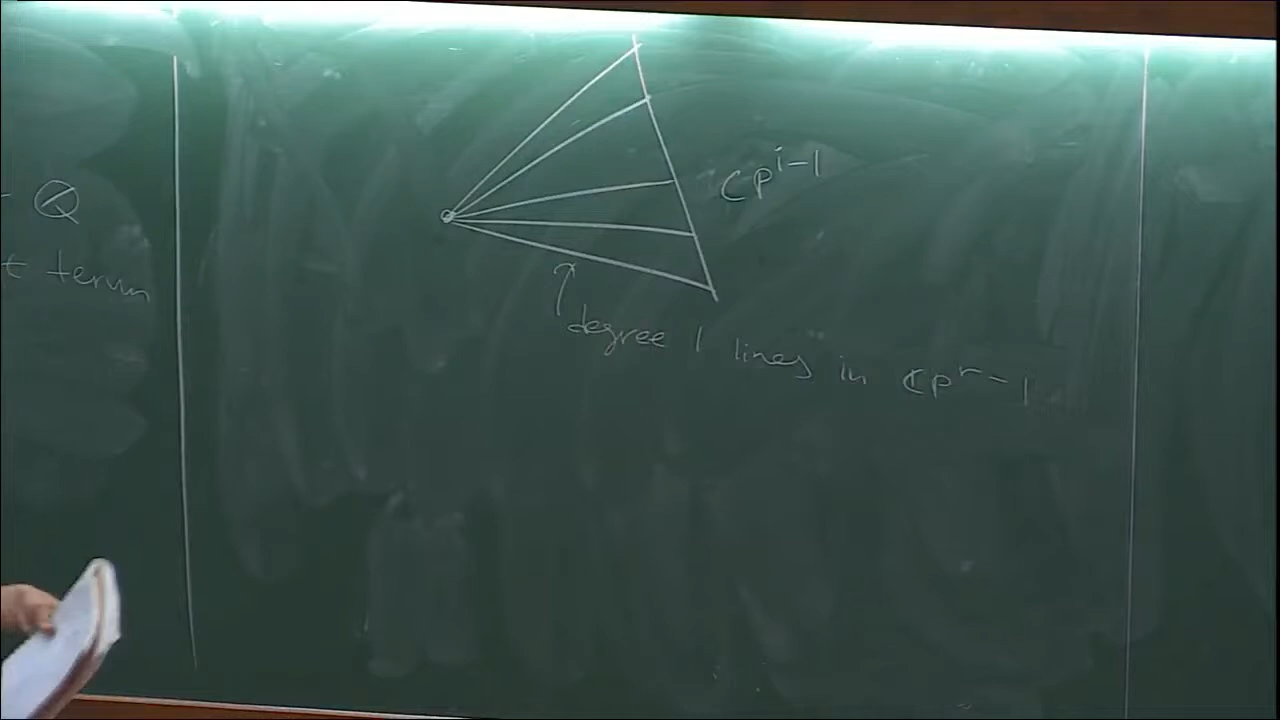 Q
t term
CP^{i-1}
degree 1 lines in CP^{r-1}